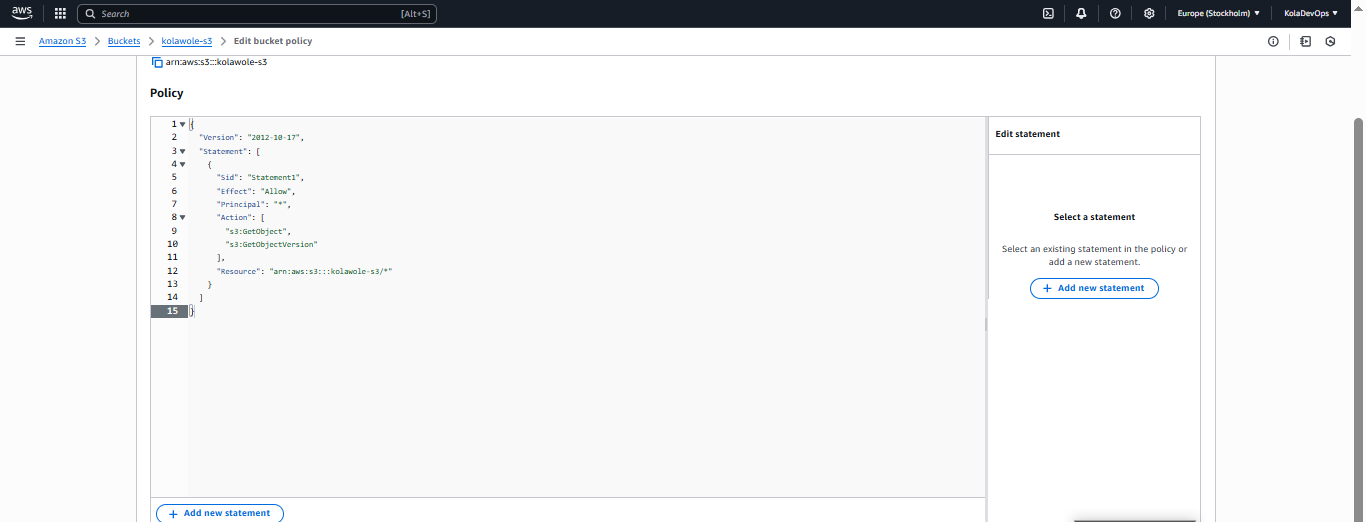 aws
Search [Alt+S] Europe (Stockholm) KolaDevOps
Amazon S3 Buckets kolawole-s3 Edit bucket policy
arn:aws:s3:::kolawole-s3
Policy
1 {
2 "Version": "2012-10-17",
3 "Statement": [
4 {
5 "Sid": "Statement1",
6 "Effect": "Allow",
7 "Principal": "*",
8 "Action": [
9 "s3:GetObject",
10 "s3:GetObjectVersion"
11 ],
12 "Resource": "arn:aws:s3:::kolawole-s3/*"
13 }
14 ]
15 }
Edit statement
Select a statement
Select an existing statement in the policy or
add a new statement.
+ Add new statement
+ Add new statement